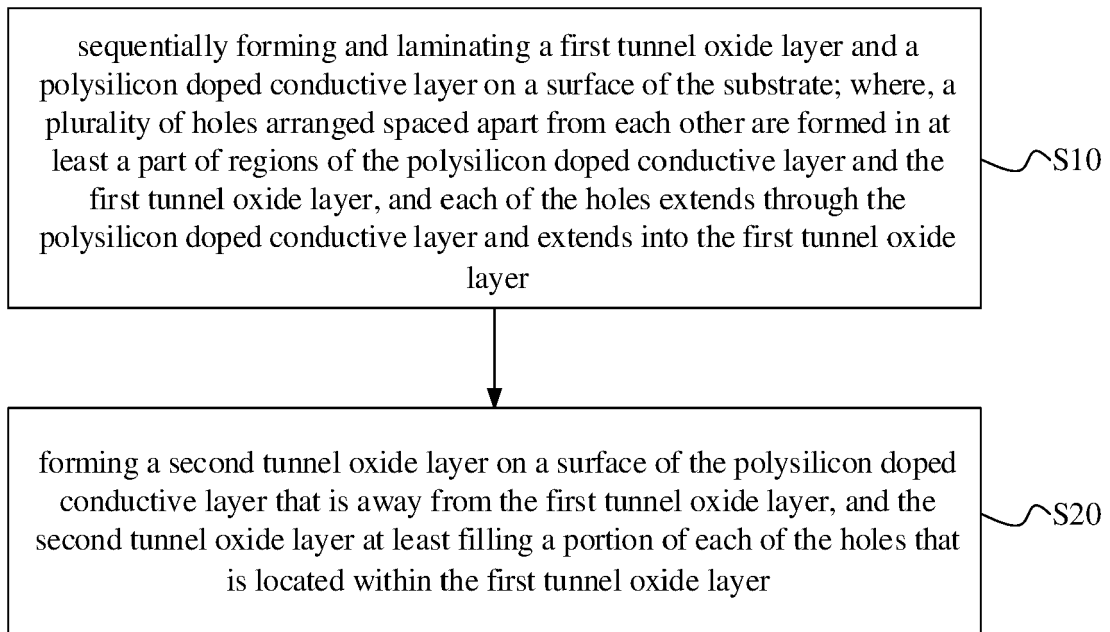 sequentially forming and laminating a first tunnel oxide layer and a
polysilicon doped conductive layer on a surface of the substrate; where, a
plurality of holes arranged spaced apart from each other are formed in at
least a part of regions of the polysilicon doped conductive layer and the
first tunnel oxide layer, and each of the holes extends through the
polysilicon doped conductive layer and extends into the first tunnel oxide
layer
S10
forming a second tunnel oxide layer on a surface of the polysilicon doped
conductive layer that is away from the first tunnel oxide layer, and the
second tunnel oxide layer at least filling a portion of each of the holes that
is located within the first tunnel oxide layer
S20